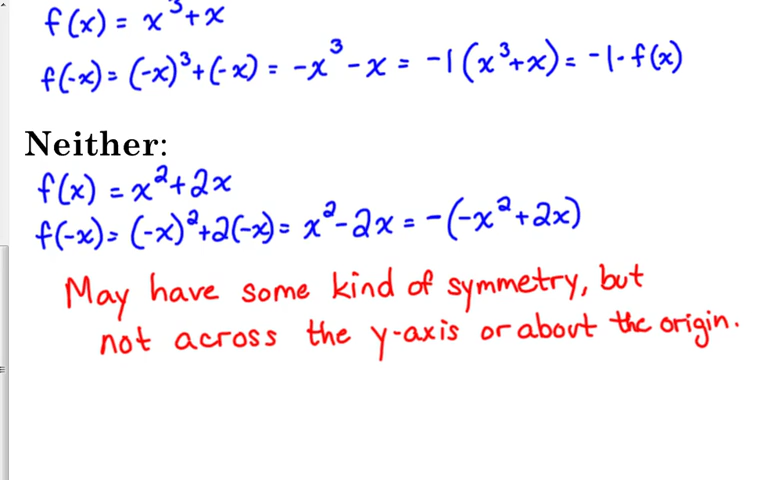 f(x) = x³+x
f(-x) = (-x)³+(-x) = -x³-x = -1(x³+x) = -1·f(x)
Neither:
f(x) = x²+2x
f(-x) = (-x)²+2(-x) = x²-2x = -(-x²+2x)
May have some kind of symmetry, but
not across the y-axis or about the origin.